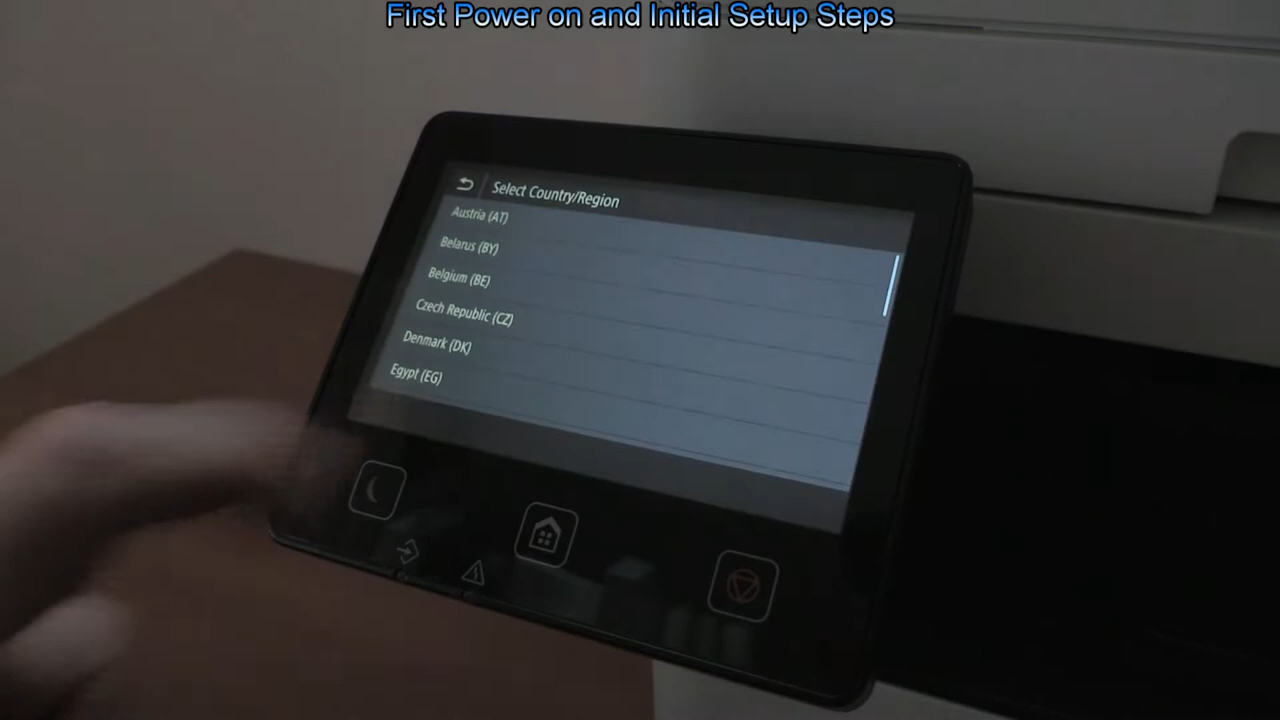 First Power on and Initial Setup Steps
Select Country/Region
Austria (AT)
Belarus (BY)
Belgium (BE)
Czech Republic (CZ)
Denmark (DK)
Egypt (EG)